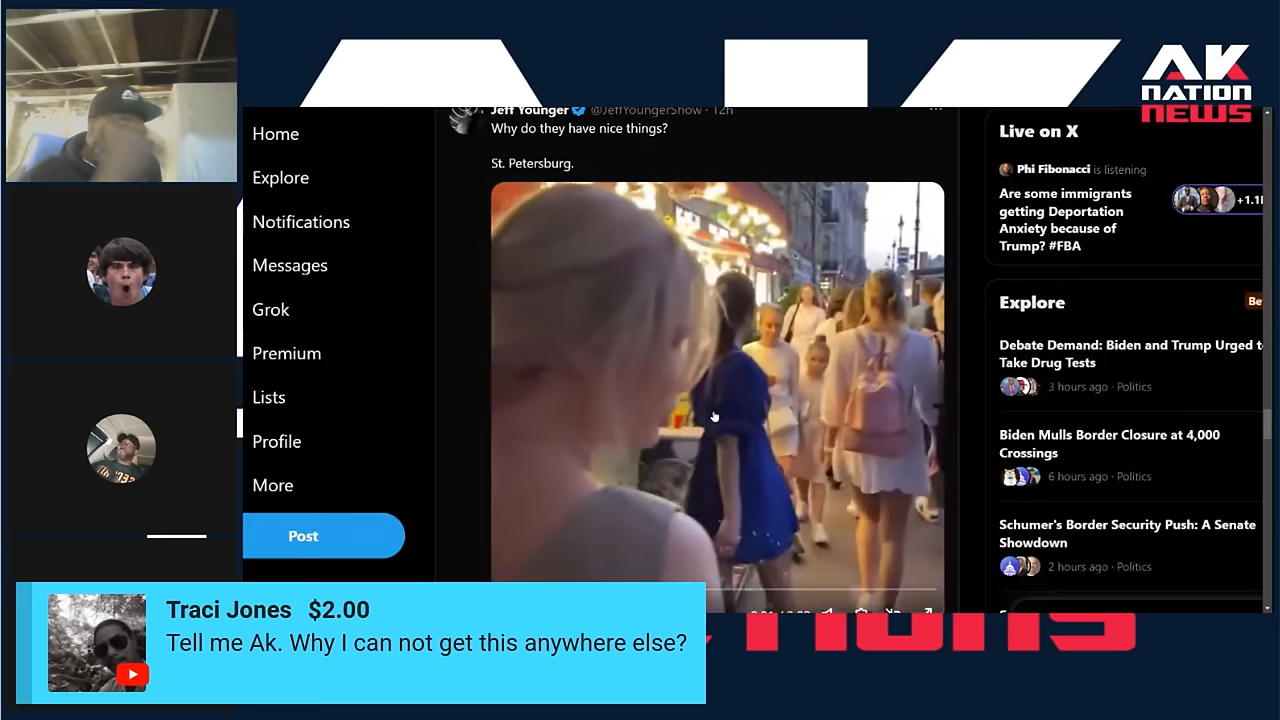 AK
NATION
NEWS
Home
Explore
Notifications
Messages
Grok
Premium
Lists
Profile
More
Post
Jeff Younger @JeffYoungerShow · 12h
Why do they have nice things?
St. Petersburg.
Live on X
Phi Fibonacci is listening
Are some immigrants
getting Deportation
Anxiety because of
Trump? #FBA
Explore
Be
Debate Demand: Biden and Trump Urged to
Take Drug Tests
3 hours ago · Politics
Biden Mulls Border Closure at 4,000
Crossings
6 hours ago · Politics
Schumer's Border Security Push: A Senate
Showdown
2 hours ago · Politics
Traci Jones $2.00
Tell me Ak. Why I can not get this anywhere else?